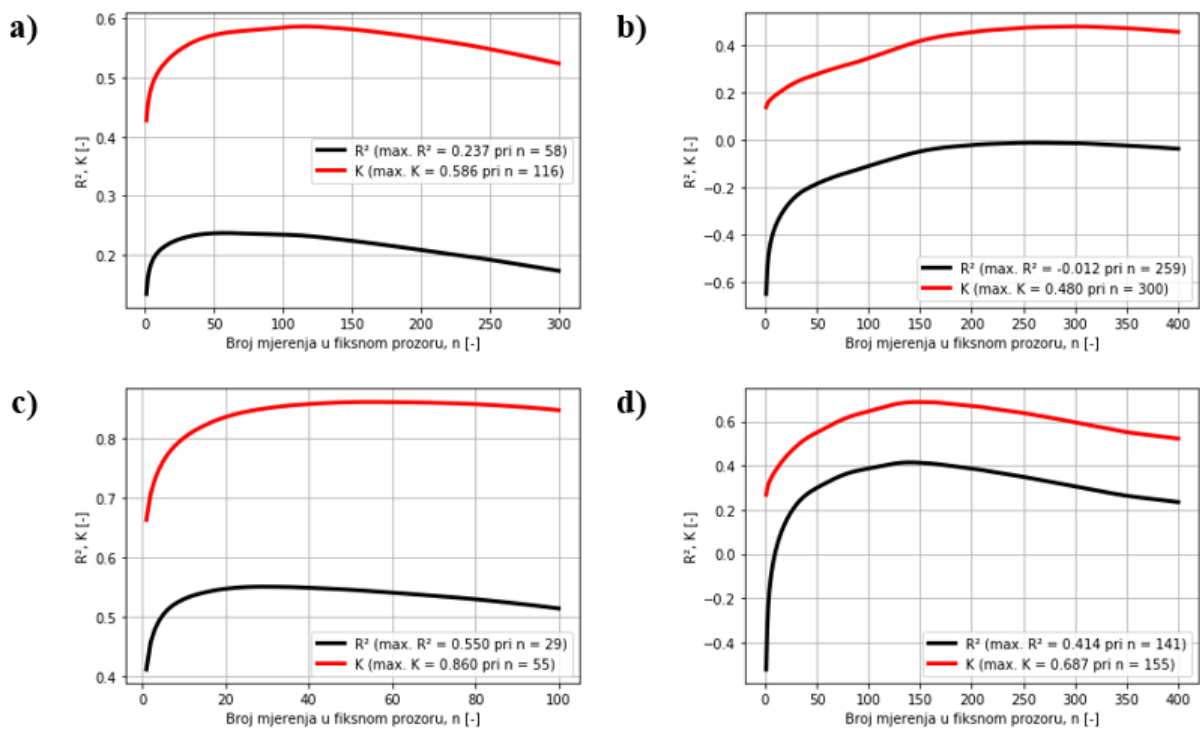 a)
R², K [-]
0.6
0.5
0.4
0.3
0.2
R² (max. R² = 0.237 pri n = 58)
K (max. K = 0.586 pri n = 116)
0 50 100 150 200 250 300
Broj mjerenja u fiksnom prozoru, n [-]
b)
R², K [-]
0.4
0.2
0.0
−0.2
−0.4
−0.6
R² (max. R² = -0.012 pri n = 259)
K (max. K = 0.480 pri n = 300)
0 50 100 150 200 250 300 350 400
Broj mjerenja u fiksnom prozoru, n [-]
c)
R², K [-]
0.8
0.7
0.6
0.5
0.4
R² (max. R² = 0.550 pri n = 29)
K (max. K = 0.860 pri n = 55)
0 20 40 60 80 100
Broj mjerenja u fiksnom prozoru, n [-]
d)
R², K [-]
0.6
0.4
0.2
0.0
−0.2
−0.4
R² (max. R² = 0.414 pri n = 141)
K (max. K = 0.687 pri n = 155)
0 50 100 150 200 250 300 350 400
Broj mjerenja u fiksnom prozoru, n [-]